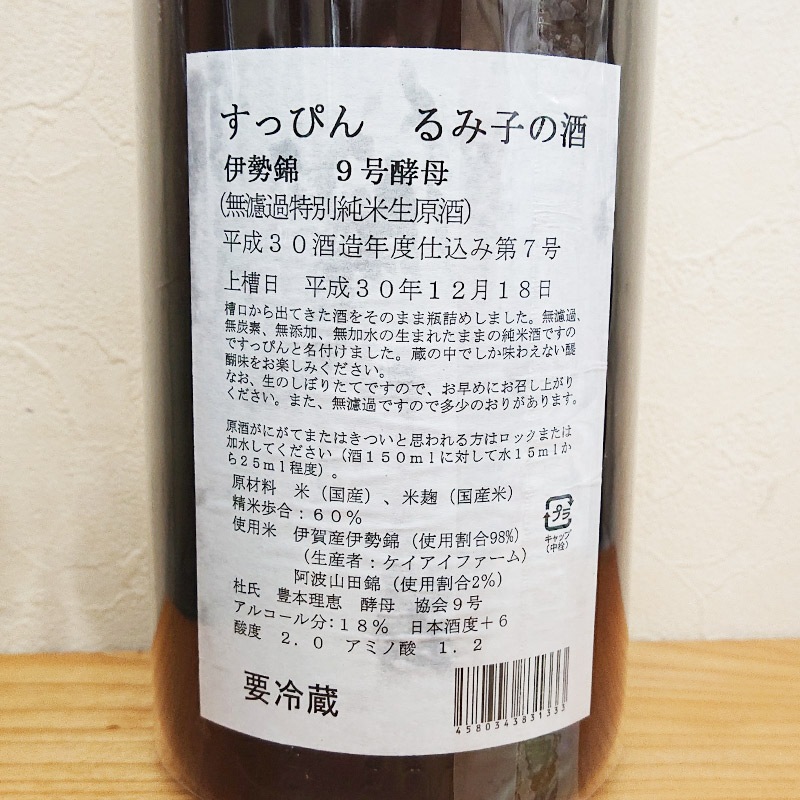 すっぴん　るみ子の酒
伊勢錦　９号酵母
（無濾過特別純米生原酒）
平成３０酒造年度仕込み第７号
上槽日　平成３０年１２月１８日
槽口から出てきた酒をそのまま瓶詰めしました。無濾過、
無炭素、無添加、無加水の生まれたままの純米酒ですの
ですっぴんと名付けました。蔵の中でしか味わえない醍
醐味をお楽しみください。
なお、生のしぼりたてですので、お早めにお召し上がり
ください。また、無濾過ですので多少のおりがあります。
原酒がにがてまたはきついと思われる方はロックまたは
加水してください（酒１５０ｍｌに対して水１５ｍｌか
ら２５ｍｌ程度）。
原材料　米（国産）、米麹（国産米）
精米歩合：６０％
使用米　伊賀産伊勢錦（使用割合98%）
（生産者：ケイアイファーム）
阿波山田錦（使用割合2%）
杜氏　豊本理恵　酵母　協会９号
アルコール分：１８％　日本酒度＋６
酸度　２．０　アミノ酸　１．２
プラ
キャップ
（中栓）
要冷蔵
4580343831333